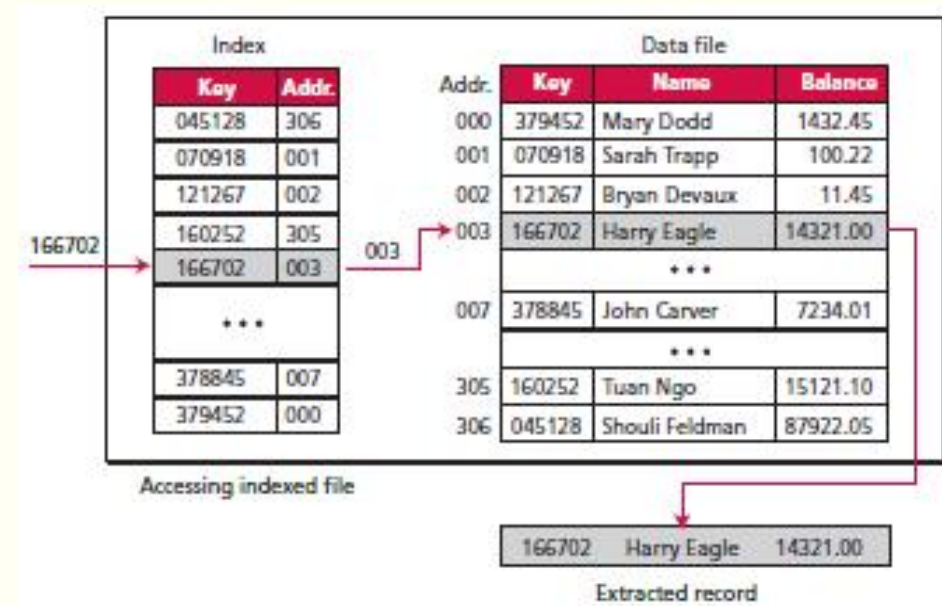 Index
Key Addr.
045128 306
070918 001
121267 002
160252 305
166702 003
• • •
378845 007
379452 000
166702
003
Data file
Addr. Key Name Balance
000 379452 Mary Dodd 1432.45
001 070918 Sarah Trapp 100.22
002 121267 Bryan Devaux 11.45
003 166702 Harry Eagle 14321.00
• • •
007 378845 John Carver 7234.01
• • •
305 160252 Tuan Ngo 15121.10
306 045128 Shouli Feldman 87922.05
Accessing indexed file
166702 Harry Eagle 14321.00
Extracted record